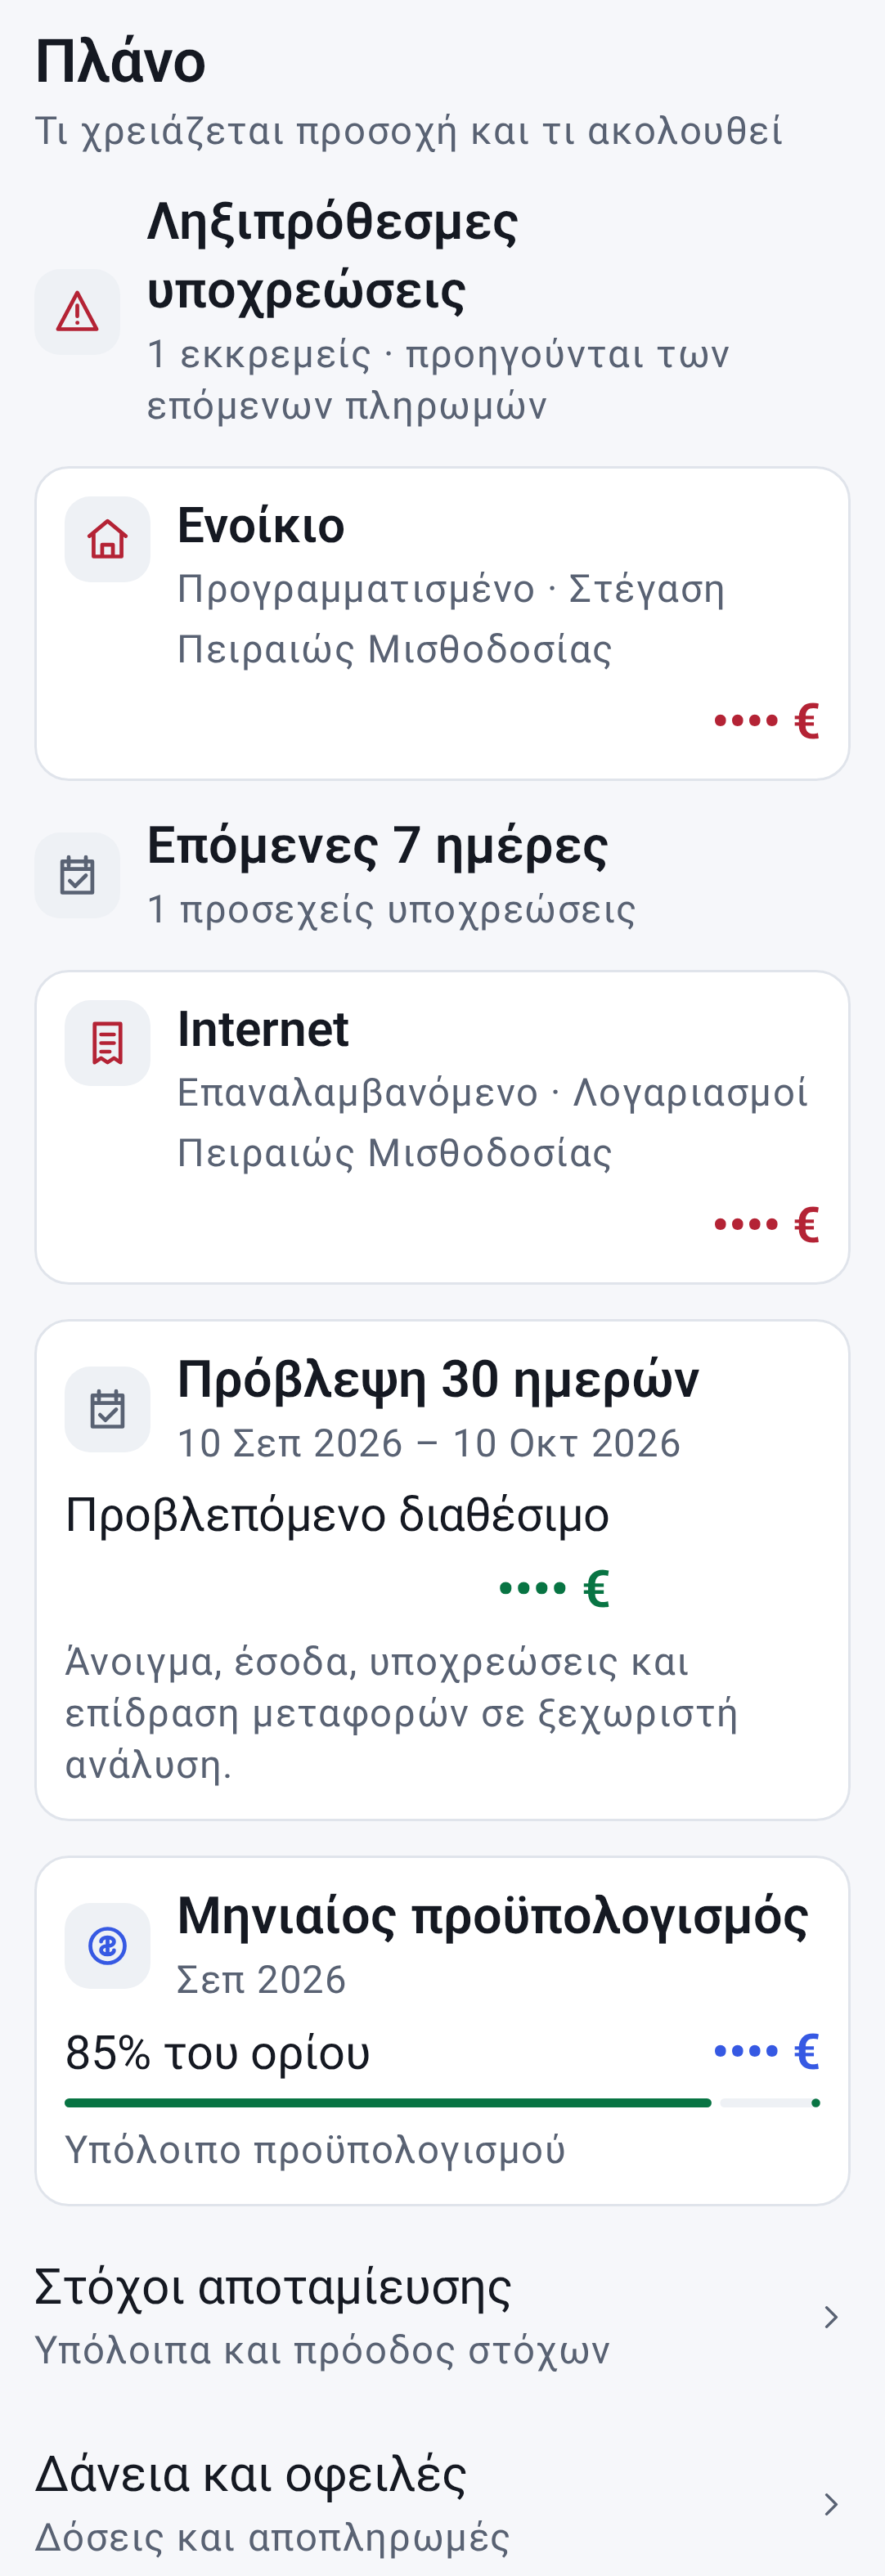 Πλάνο
Τι χρειάζεται προσοχή και τι ακολουθεί
Ληξιπρόθεσμες
υποχρεώσεις
1 εκκρεμείς · προηγούνται των
επόμενων πληρωμών
Ενοίκιο
Προγραμματισμένο · Στέγαση
Πειραιώς Μισθοδοσίας
•••• €
Επόμενες 7 ημέρες
1 προσεχείς υποχρεώσεις
Internet
Επαναλαμβανόμενο · Λογαριασμοί
Πειραιώς Μισθοδοσίας
•••• €
Πρόβλεψη 30 ημερών
10 Σεπ 2026 – 10 Οκτ 2026
Προβλεπόμενο διαθέσιμο
•••• €
Άνοιγμα, έσοδα, υποχρεώσεις και
επίδραση μεταφορών σε ξεχωριστή
ανάλυση.
Μηνιαίος προϋπολογισμός
Σεπ 2026
85% του ορίου •••• €
Υπόλοιπο προϋπολογισμού
Στόχοι αποταμίευσης
Υπόλοιπα και πρόοδος στόχων
Δάνεια και οφειλές
Δόσεις και αποπληρωμές